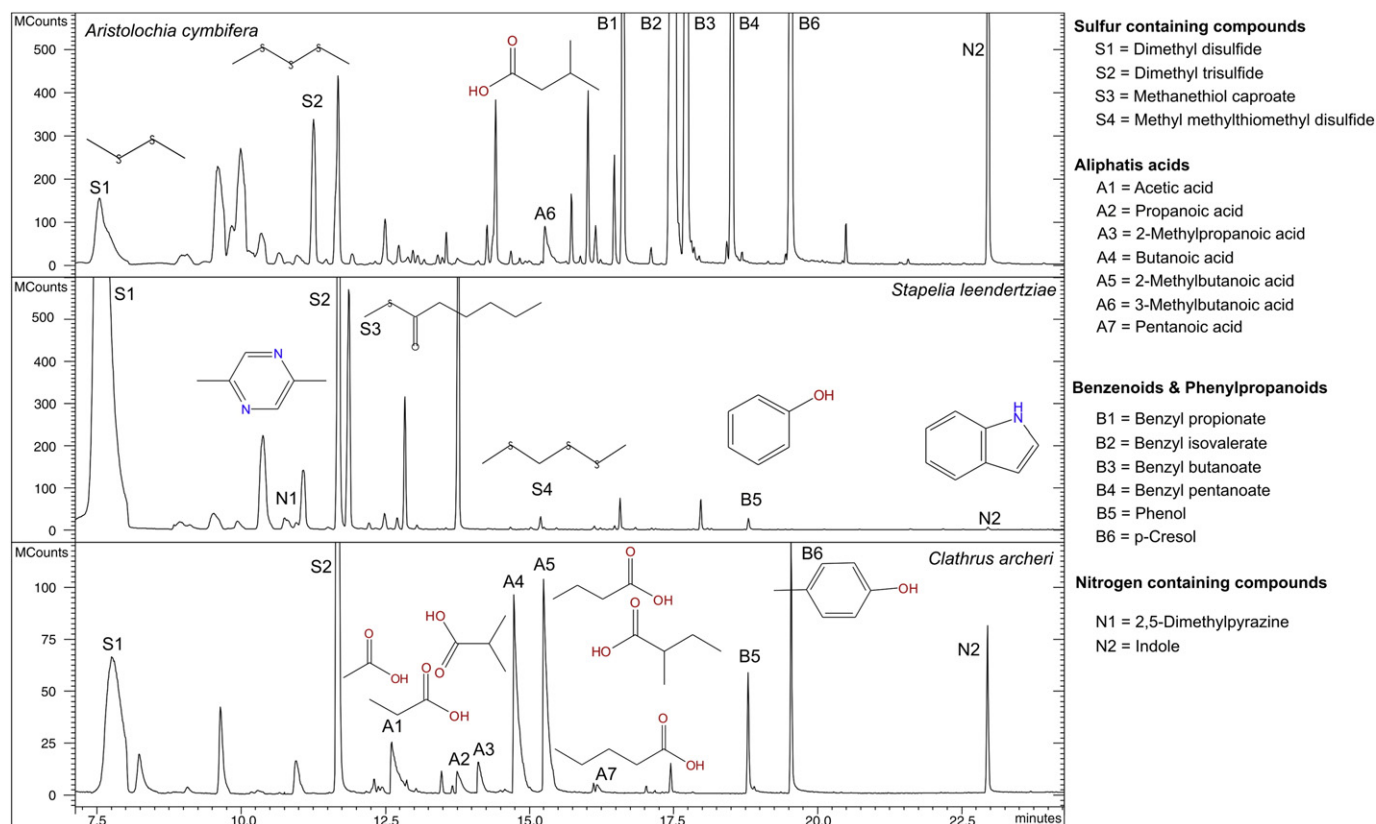 MCounts
Aristolochia cymbifera
500
400
300
200
100
0
S1
S
S
S
S
S
S2
O
HO
A6
B1
B2
B3
B4
B6
N2
MCounts
Stapelia leendertziae
500
400
300
200
100
0
S1
N
N
N1
S2
S3
S
O
S
S
S
S4
OH
B5
H
N
N2
MCounts
Clathrus archeri
100
75
50
25
0
S1
S2
O
OH
HO
O
O
OH
A1
A2
A3
A4
A5
O
OH
O
HO
O
OH
A7
B5
B6
OH
N2
7.5
10.0
12.5
15.0
17.5
20.0
22.5
minutes
Sulfur containing compounds
S1 = Dimethyl disulfide
S2 = Dimethyl trisulfide
S3 = Methanethiol caproate
S4 = Methyl methylthiomethyl disulfide
Aliphatis acids
A1 = Acetic acid
A2 = Propanoic acid
A3 = 2-Methylpropanoic acid
A4 = Butanoic acid
A5 = 2-Methylbutanoic acid
A6 = 3-Methylbutanoic acid
A7 = Pentanoic acid
Benzenoids & Phenylpropanoids
B1 = Benzyl propionate
B2 = Benzyl isovalerate
B3 = Benzyl butanoate
B4 = Benzyl pentanoate
B5 = Phenol
B6 = p-Cresol
Nitrogen containing compounds
N1 = 2,5-Dimethylpyrazine
N2 = Indole